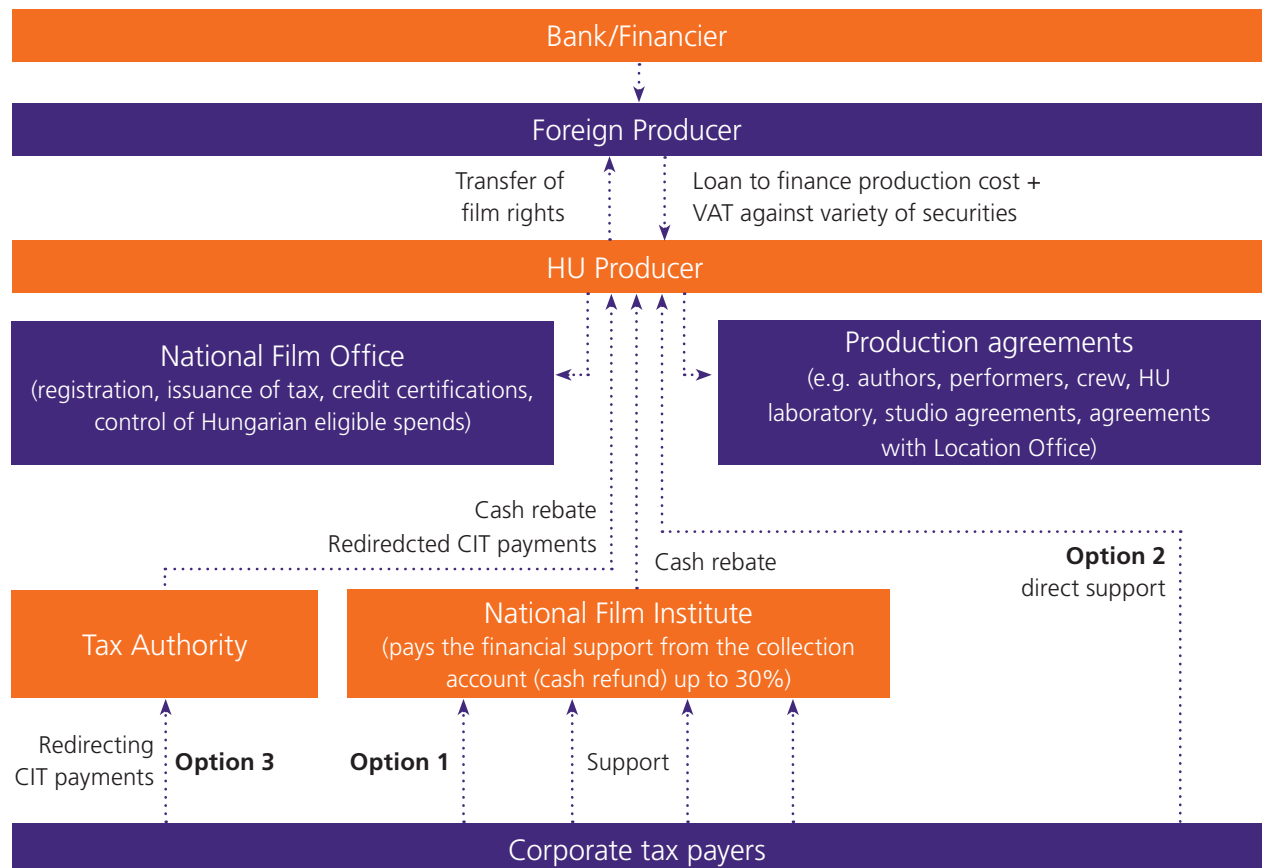 Bank/Financier
Foreign Producer
Transfer of
film rights
Loan to finance production cost +
VAT against variety of securities
HU Producer
National Film Office
(registration, issuance of tax, credit certifications,
control of Hungarian eligible spends)
Production agreements
(e.g. authors, performers, crew, HU
laboratory, studio agreements, agreements
with Location Office)
Cash rebate
Rediredcted CIT payments
Cash rebate
Option 2
direct support
Tax Authority
National Film Institute
(pays the financial support from the collection
account (cash refund) up to 30%)
Redirecting
CIT payments
Option 3
Option 1
Support
Corporate tax payers